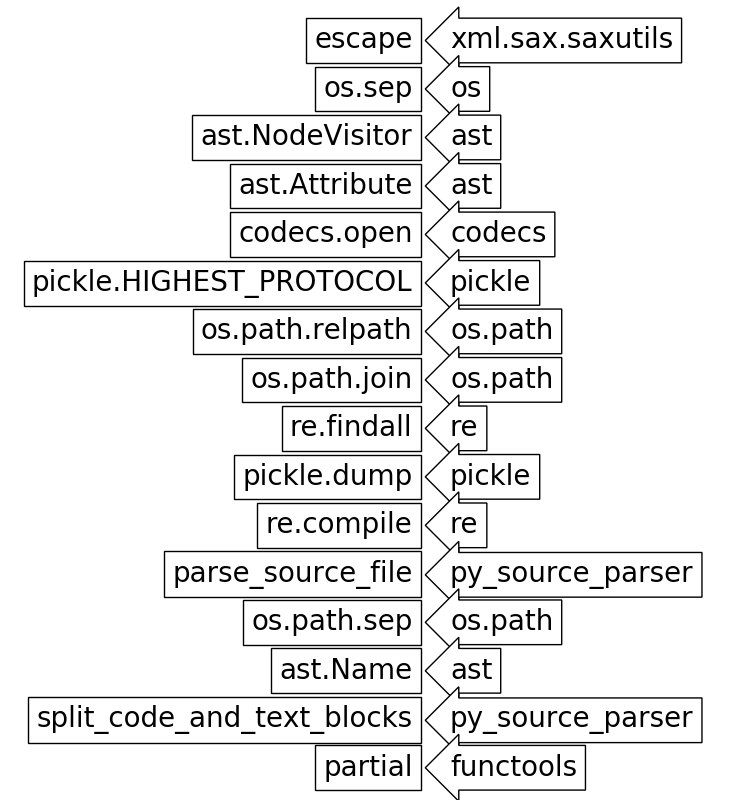 escape xml.sax.saxutils
os.sep os
ast.NodeVisitor ast
ast.Attribute ast
codecs.open codecs
pickle.HIGHEST_PROTOCOL pickle
os.path.relpath os.path
os.path.join os.path
re.findall re
pickle.dump pickle
re.compile re
parse_source_file py_source_parser
os.path.sep os.path
ast.Name ast
split_code_and_text_blocks py_source_parser
partial functools